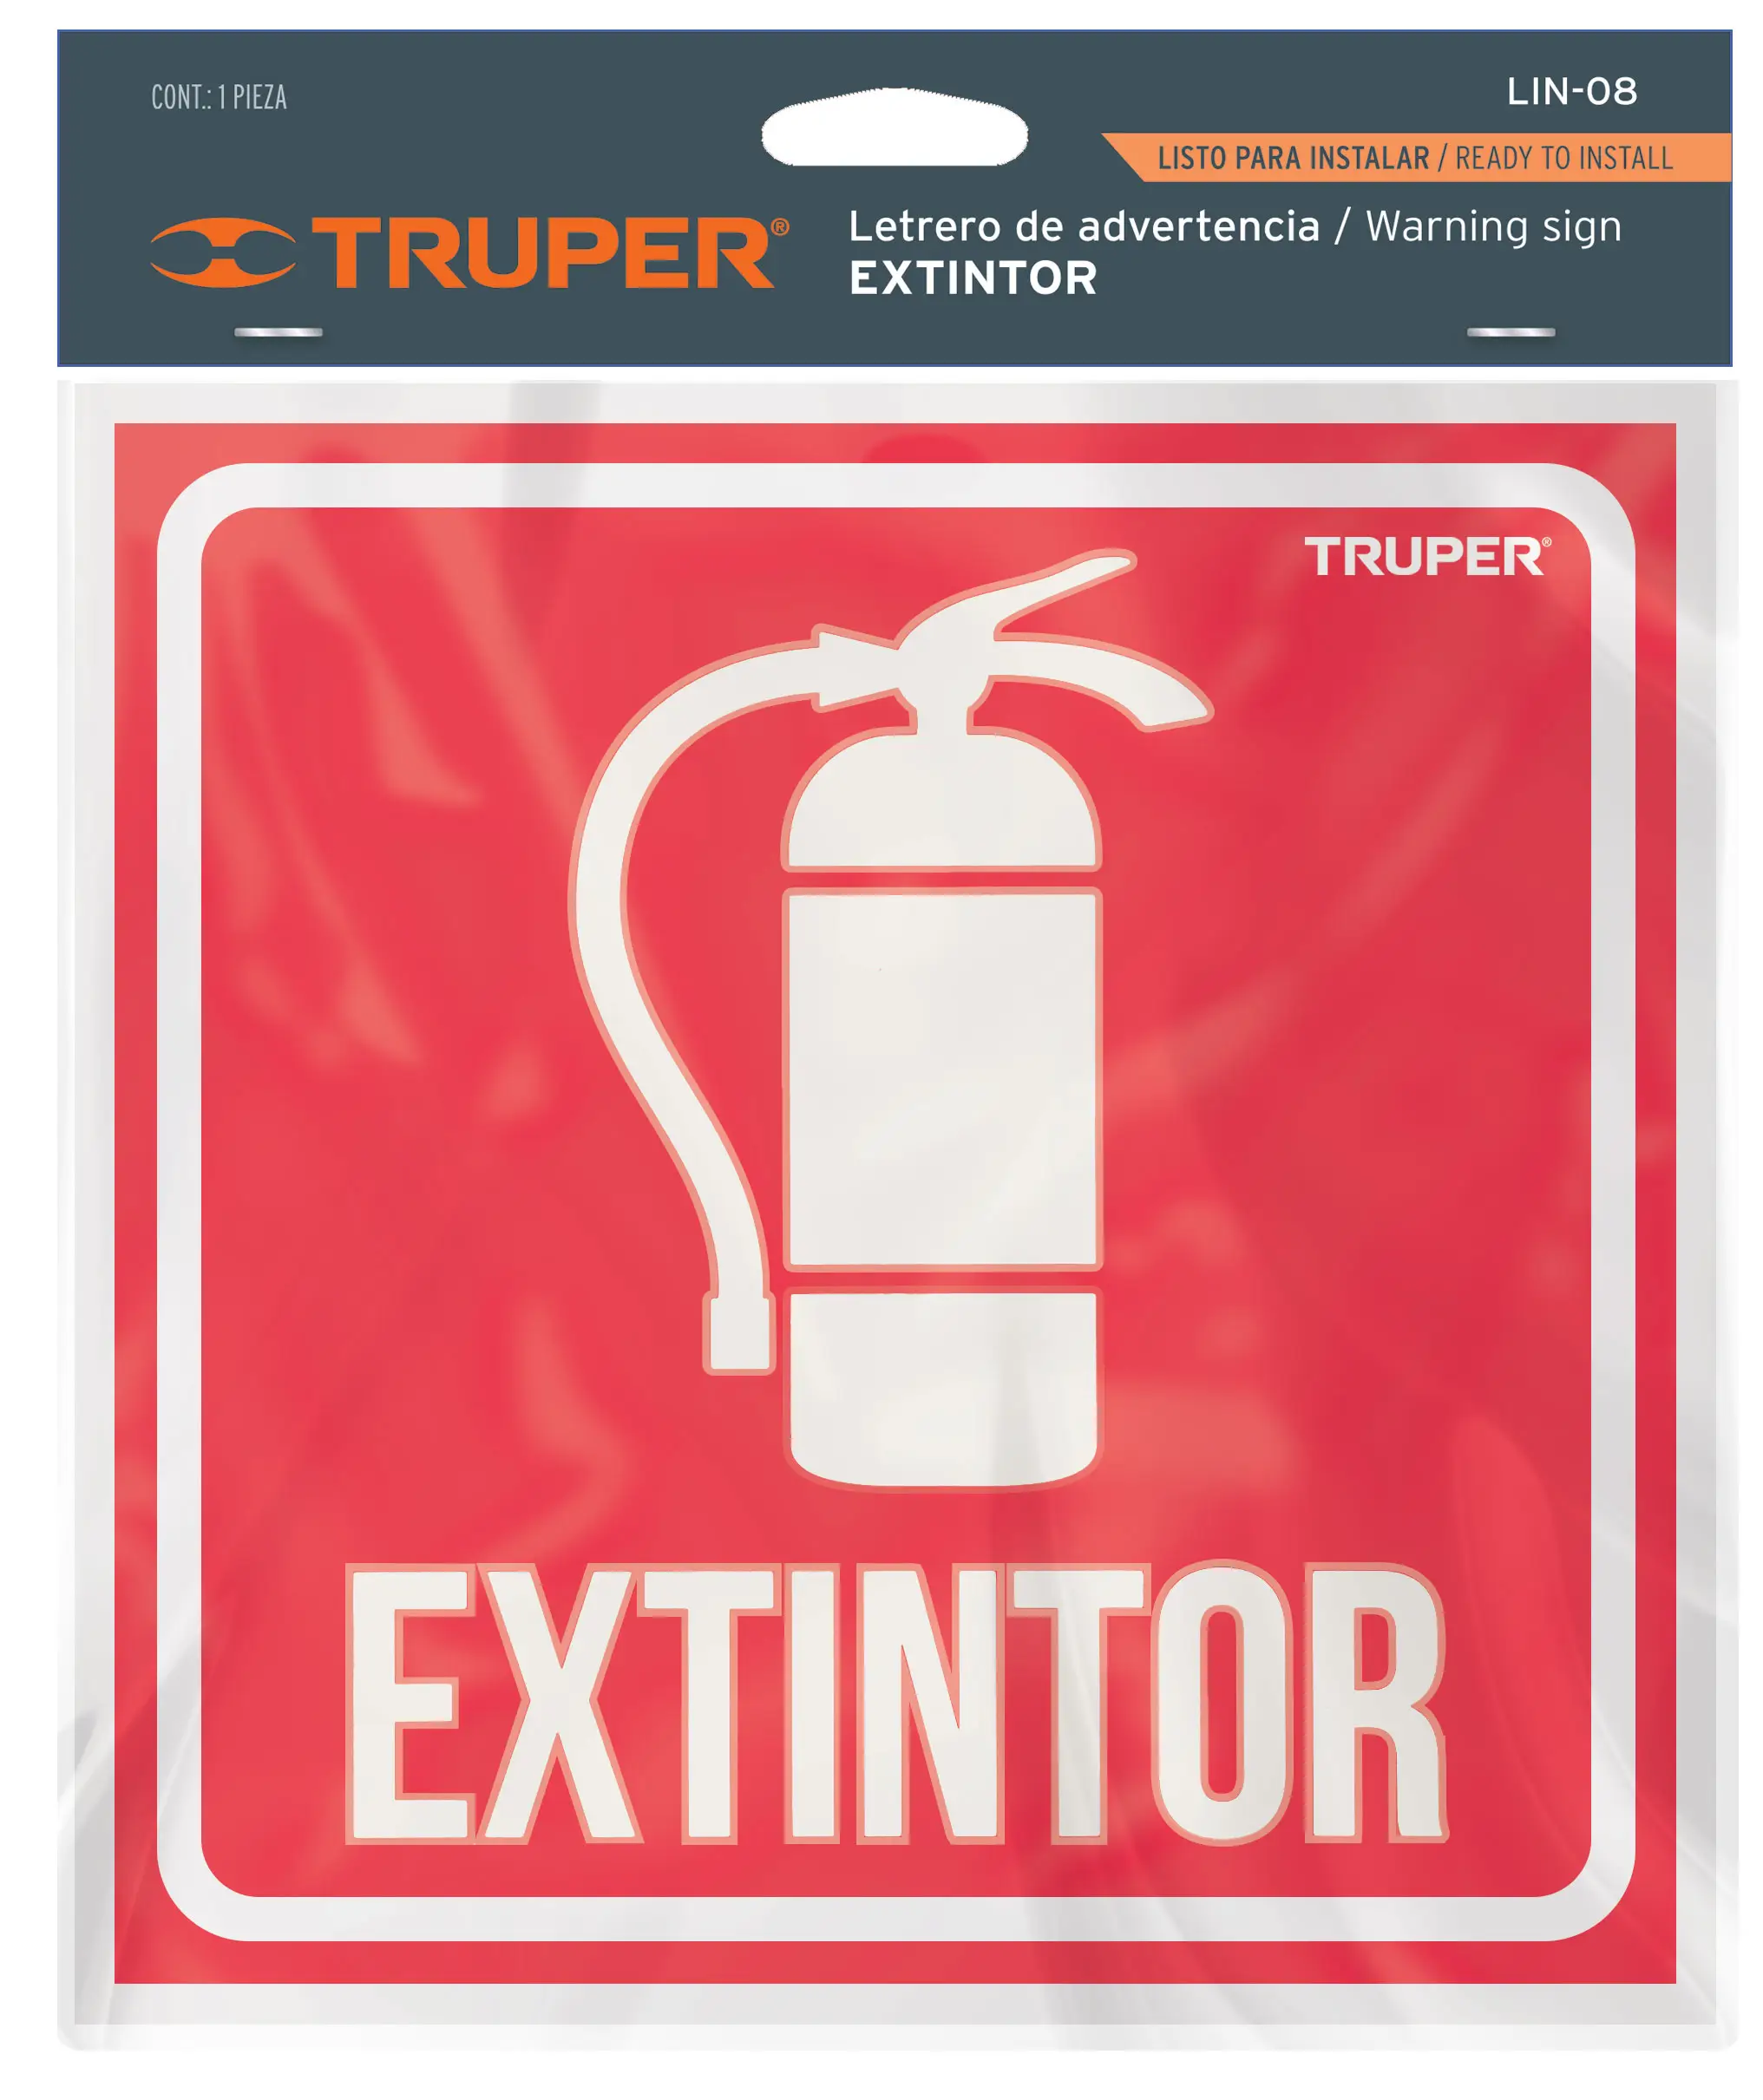 CONT.: 1 PIEZA
LIN-08
LISTO PARA INSTALAR / READY TO INSTALL
TRUPER®
Letrero de advertencia / Warning sign
EXTINTOR
TRUPER®
EXTINTOR